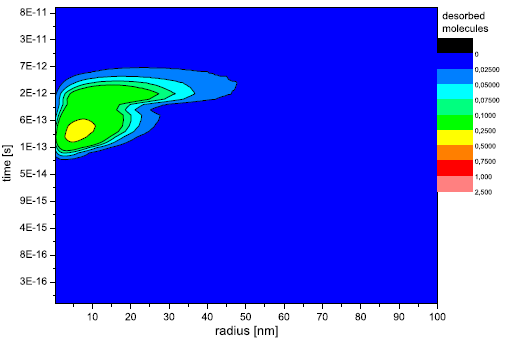 desorbed
molecules
0
0,02500
0,05000
0,07500
0,1000
0,2500
0,5000
0,7500
1,000
2,500
8E-11
3E-11
7E-12
2E-12
6E-13
1E-13
5E-14
9E-15
4E-15
8E-16
3E-16
time [s]
10 20 30 40 50 60 70 80 90 100
radius [nm]